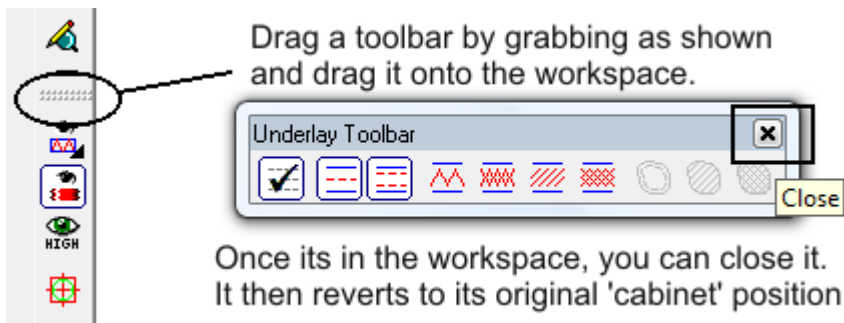 Drag a toolbar by grabbing as shown
and drag it onto the workspace.
Underlay Toolbar
Close
HIGH
Once its in the workspace, you can close it.
It then reverts to its original 'cabinet' position